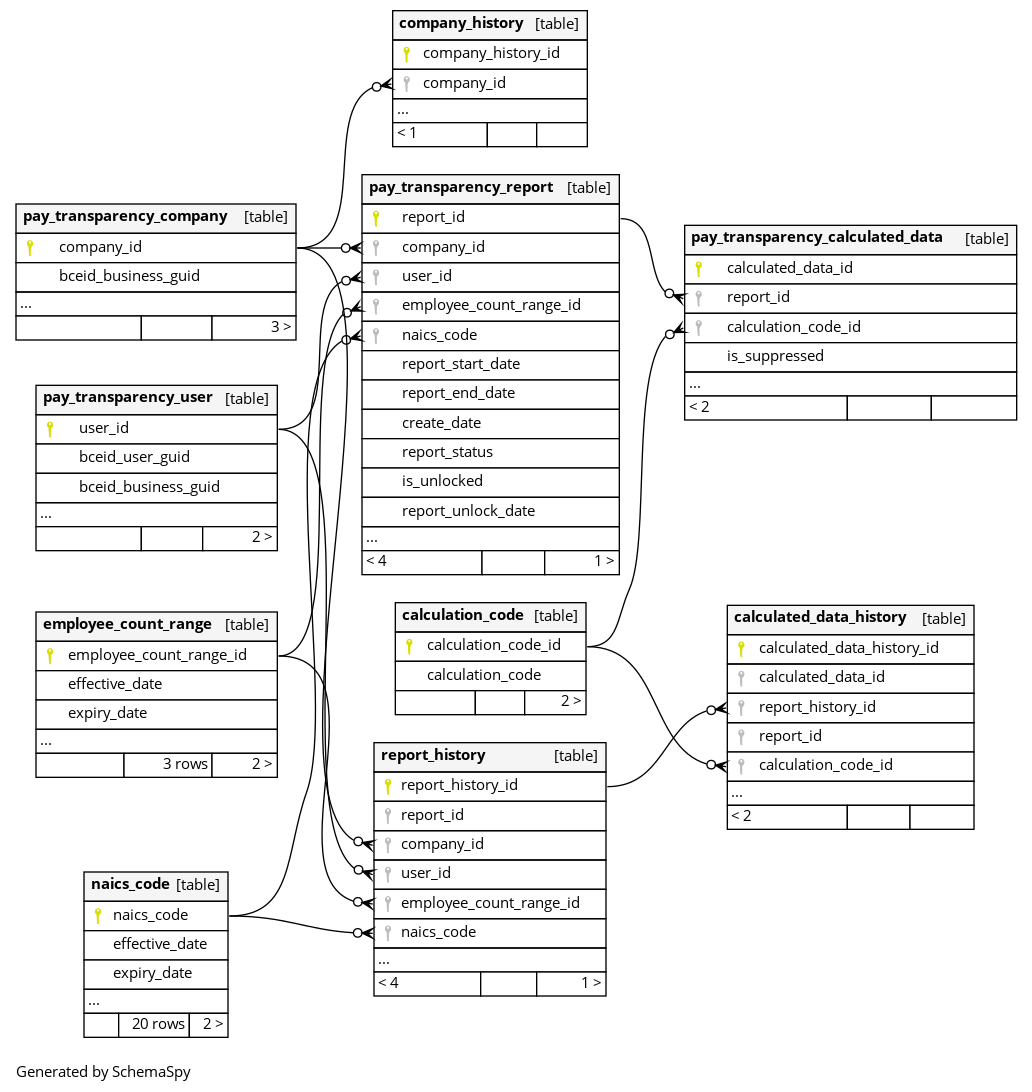 company_history [table]
company_history_id
company_id
...
< 1
pay_transparency_report [table]
report_id
company_id
user_id
employee_count_range_id
naics_code
report_start_date
report_end_date
create_date
report_status
is_unlocked
report_unlock_date
...
< 4 1 >
pay_transparency_company [table]
company_id
bceid_business_guid
...
3 >
pay_transparency_calculated_data [table]
calculated_data_id
report_id
calculation_code_id
is_suppressed
...
< 2
pay_transparency_user [table]
user_id
bceid_user_guid
bceid_business_guid
...
2 >
employee_count_range [table]
employee_count_range_id
effective_date
expiry_date
...
3 rows 2 >
calculation_code [table]
calculation_code_id
calculation_code
2 >
calculated_data_history [table]
calculated_data_history_id
calculated_data_id
report_history_id
report_id
calculation_code_id
...
< 2
report_history [table]
report_history_id
report_id
company_id
user_id
employee_count_range_id
naics_code
...
< 4 1 >
naics_code [table]
naics_code
effective_date
expiry_date
...
20 rows 2 >
Generated by SchemaSpy